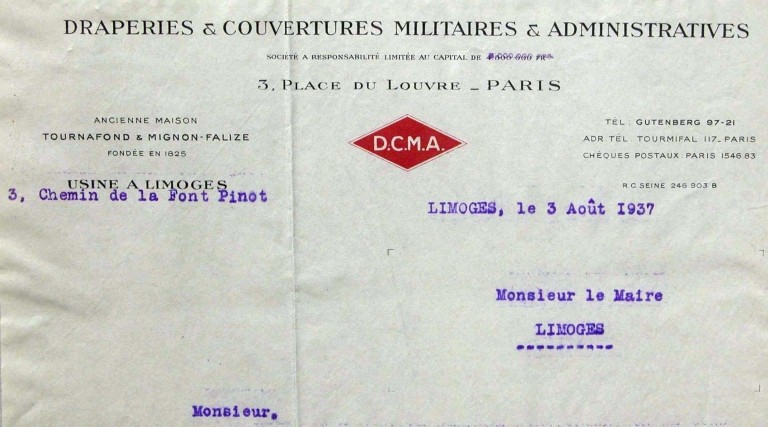 DRAPERIES & COUVERTURES MILITAIRES & ADMINISTRATIVES
SOCIÉTÉ A RESPONSABILITÉ LIMITÉE AU CAPITAL DE
3, PLACE DU LOUVRE _ PARIS
ANCIENNE MAISON
TOURNAFOND & MIGNON-FALIZE
FONDÉE EN 1825
D.C.M.A.
TÉL: GUTENBERG 97-21
ADR. TÉL: TOURMIFAL 117_PARIS
CHÈQUES POSTAUX: PARIS 1546.83
R.C. SEINE 246 903 B
USINE A LIMOGES
3, Chemin de la Font Pinot
LIMOGES, le 3 Août I937
Monsieur le Maire
LIMOGES
Monsieur.